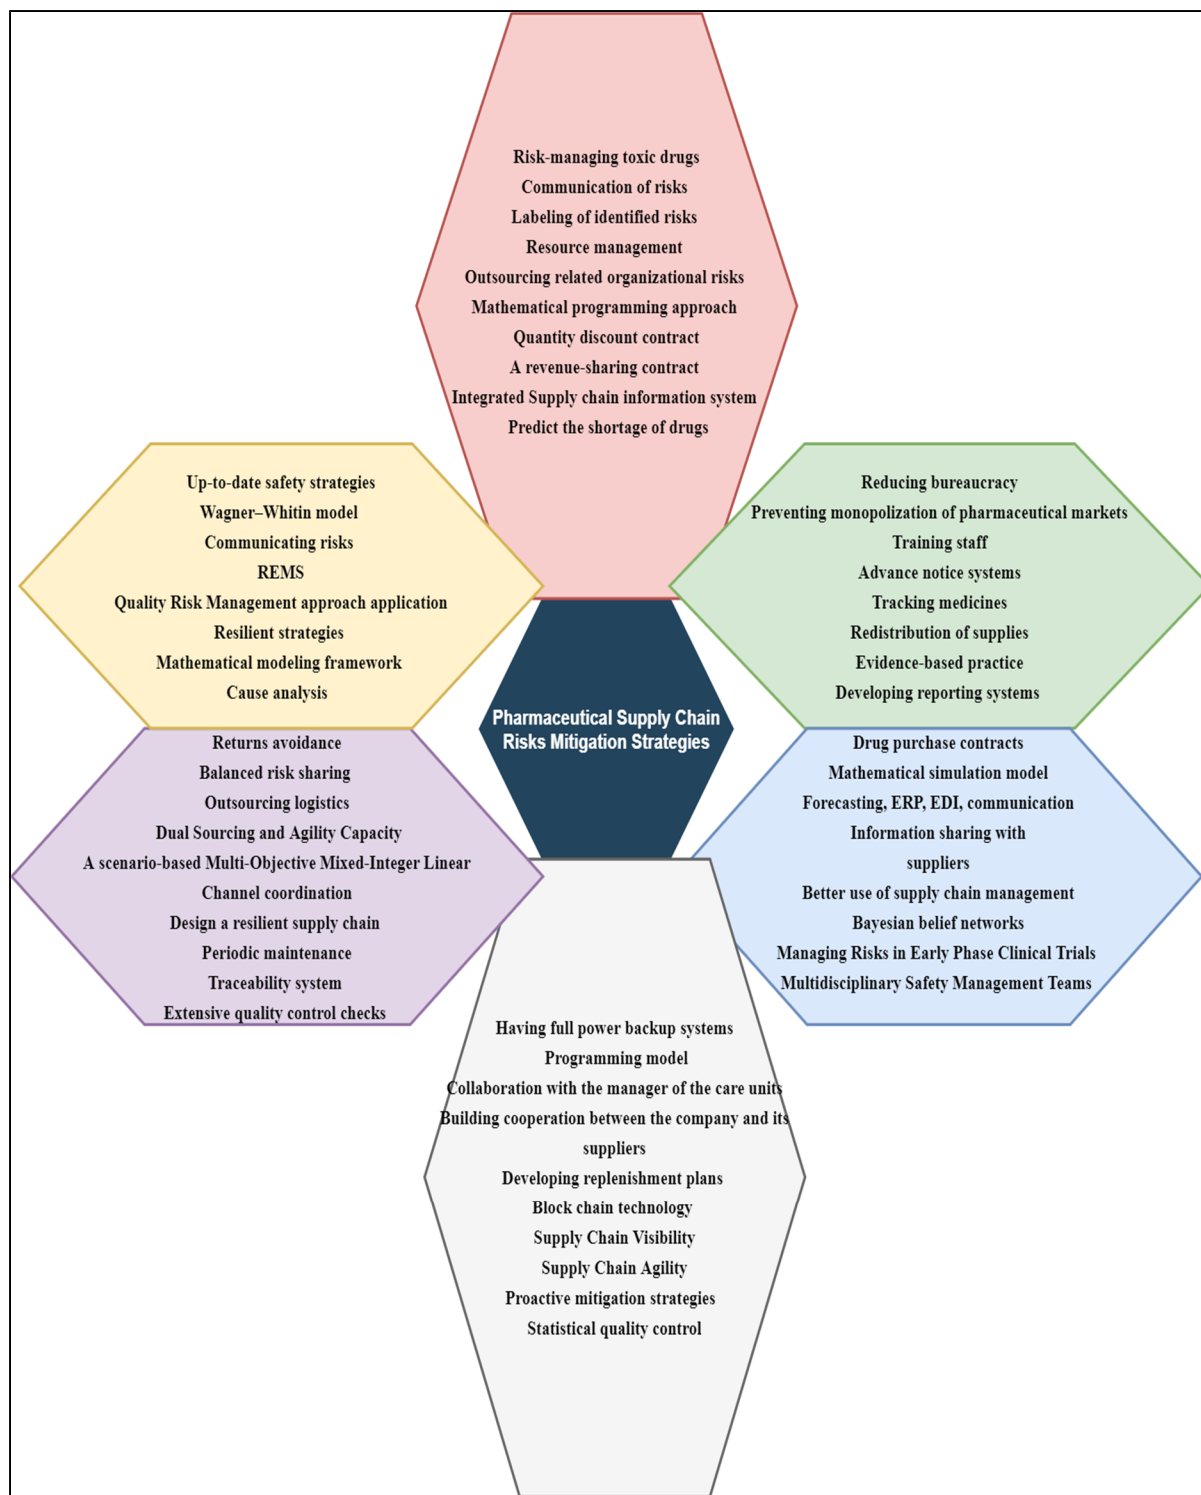 Risk-managing toxic drugs
Communication of risks
Labeling of identified risks
Resource management
Outsourcing related organizational risks
Mathematical programming approach
Quantity discount contract
A revenue-sharing contract
Integrated Supply chain information system
Predict the shortage of drugs
Up-to-date safety strategies
Wagner–Whitin model
Communicating risks
REMS
Quality Risk Management approach application
Resilient strategies
Mathematical modeling framework
Cause analysis
Reducing bureaucracy
Preventing monopolization of pharmaceutical markets
Training staff
Advance notice systems
Tracking medicines
Redistribution of supplies
Evidence-based practice
Developing reporting systems
Pharmaceutical Supply Chain
Risks Mitigation Strategies
Returns avoidance
Balanced risk sharing
Outsourcing logistics
Dual Sourcing and Agility Capacity
A scenario-based Multi-Objective Mixed-Integer Linear
Channel coordination
Design a resilient supply chain
Periodic maintenance
Traceability system
Extensive quality control checks
Drug purchase contracts
Mathematical simulation model
Forecasting, ERP, EDI, communication
Information sharing with
suppliers
Better use of supply chain management
Bayesian belief networks
Managing Risks in Early Phase Clinical Trials
Multidisciplinary Safety Management Teams
Having full power backup systems
Programming model
Collaboration with the manager of the care units
Building cooperation between the company and its
suppliers
Developing replenishment plans
Block chain technology
Supply Chain Visibility
Supply Chain Agility
Proactive mitigation strategies
Statistical quality control